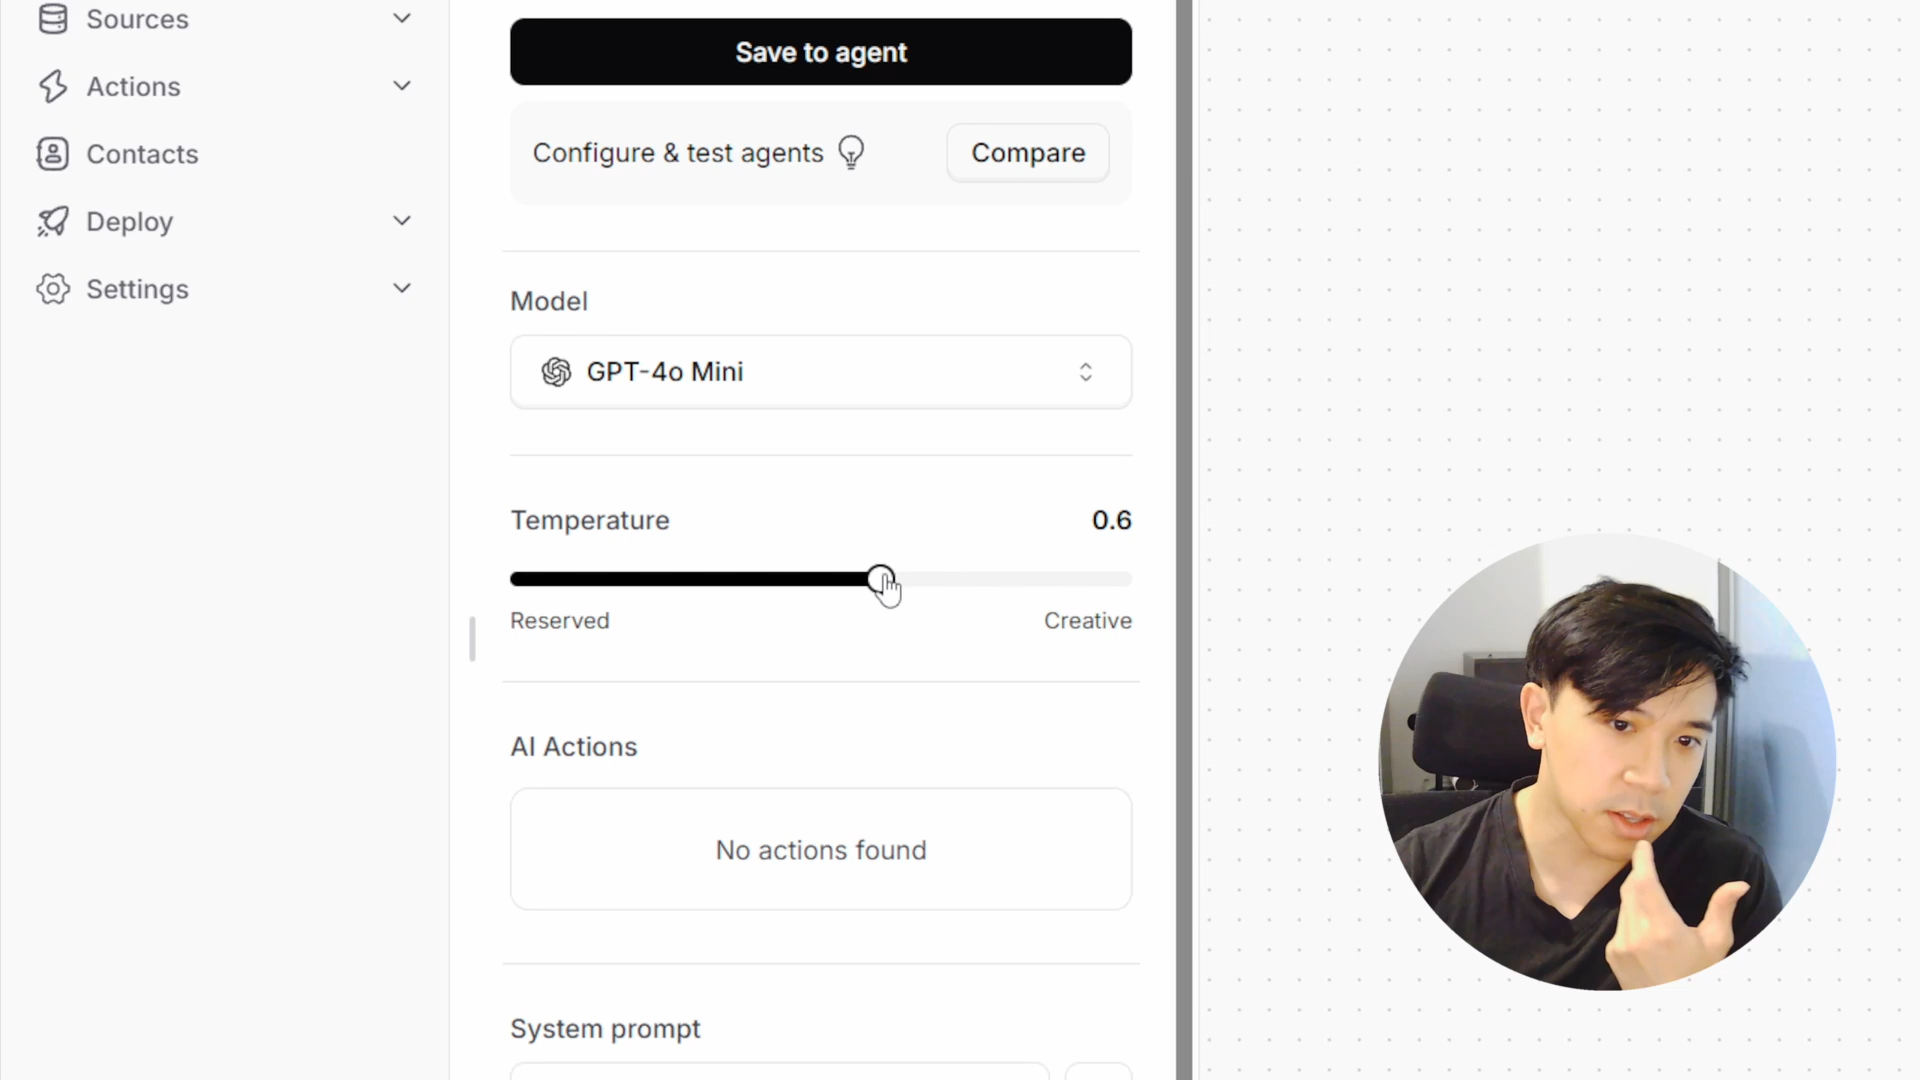 Sources
Actions
Contacts
Deploy
Settings
Save to agent
Configure & test agents
Compare
Model
GPT-4o Mini
Temperature
0.6
Reserved
Creative
AI Actions
No actions found
System prompt